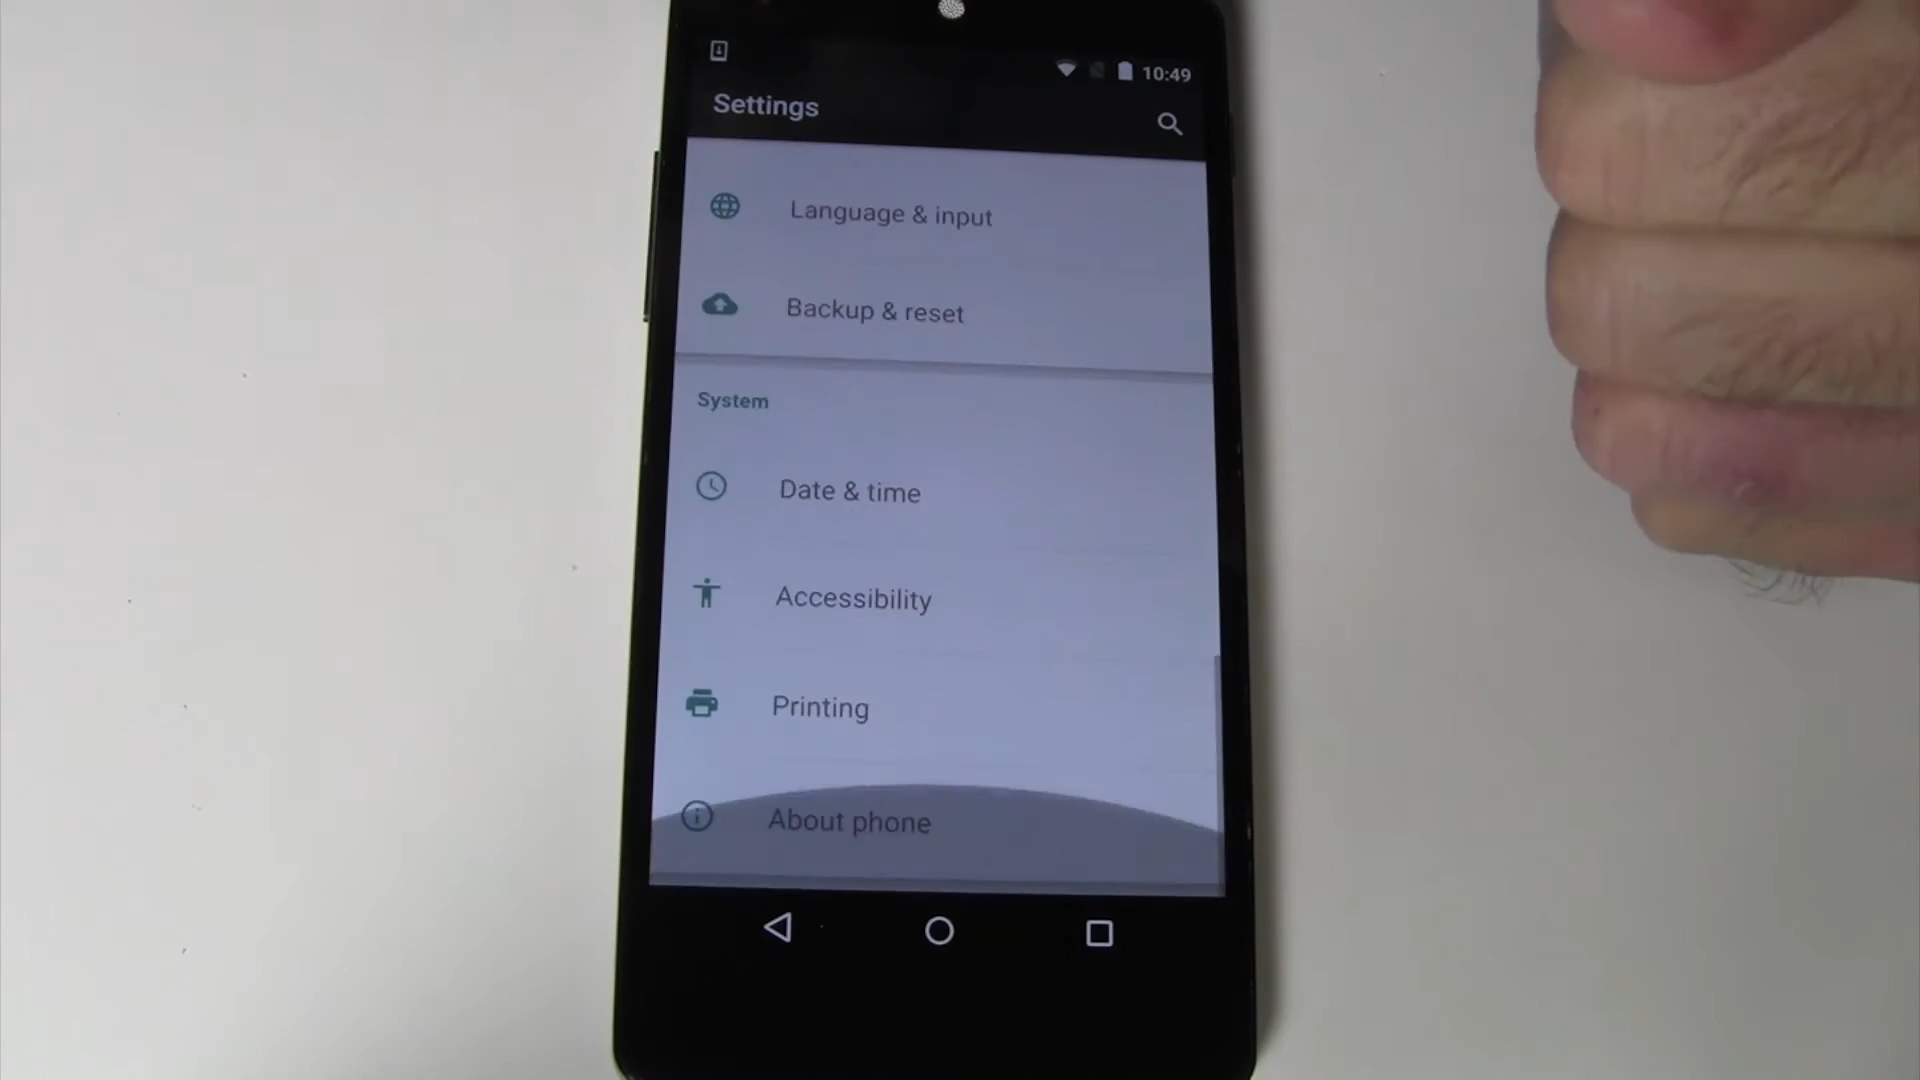 10:49
Settings
Language & input
Backup & reset
System
Date & time
Accessibility
Printing
About phone